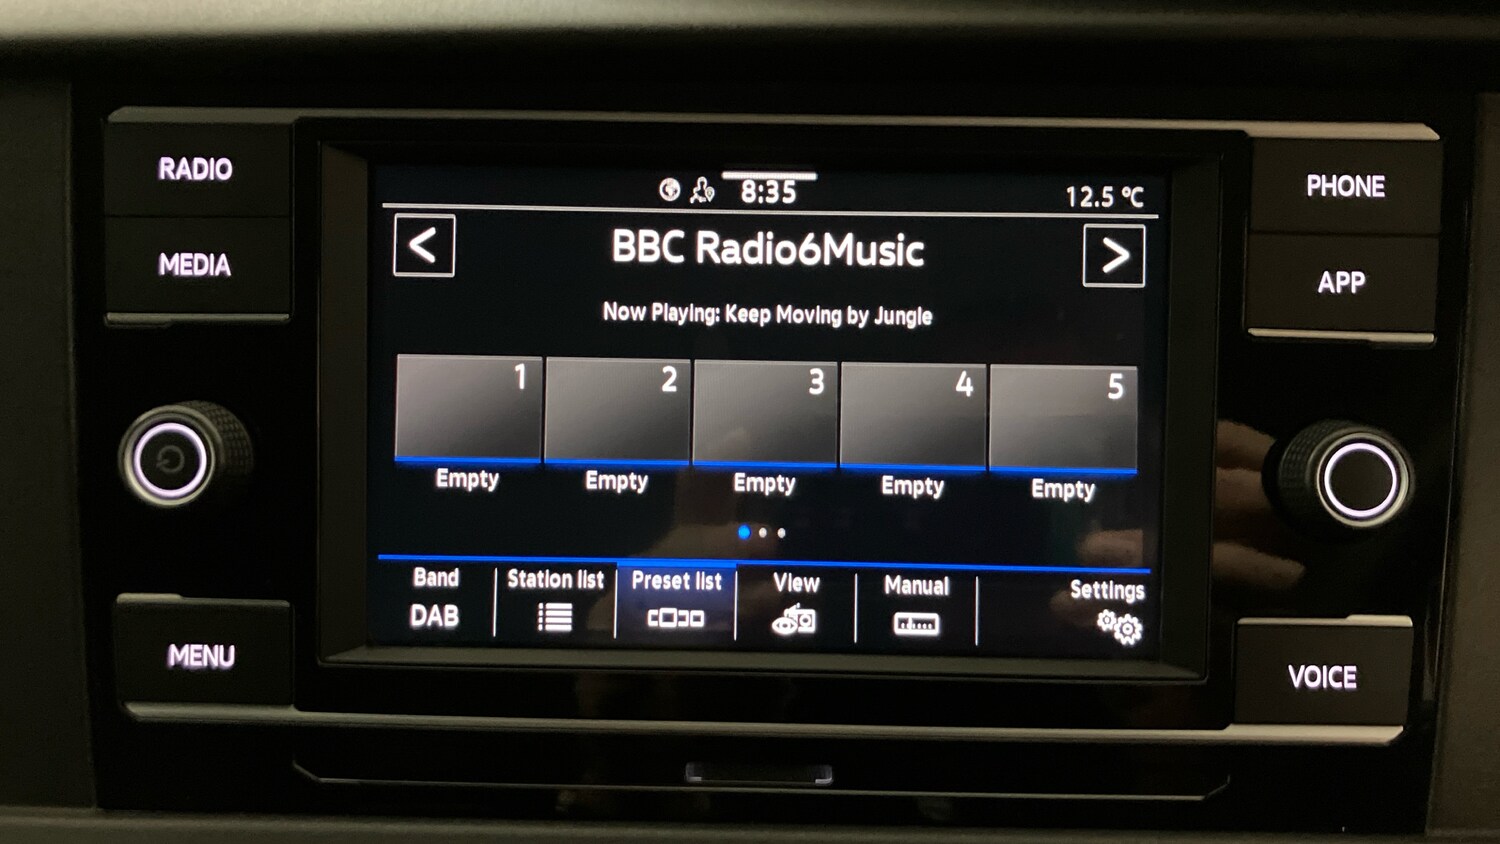 RADIO
MEDIA
MENU
8:35
12.5 °C
<
BBC Radio6Music
>
Now Playing: Keep Moving by Jungle
1
2
3
4
5
Empty
Empty
Empty
Empty
Empty
Band
DAB
Station list
Preset list
View
Manual
Settings
PHONE
APP
VOICE